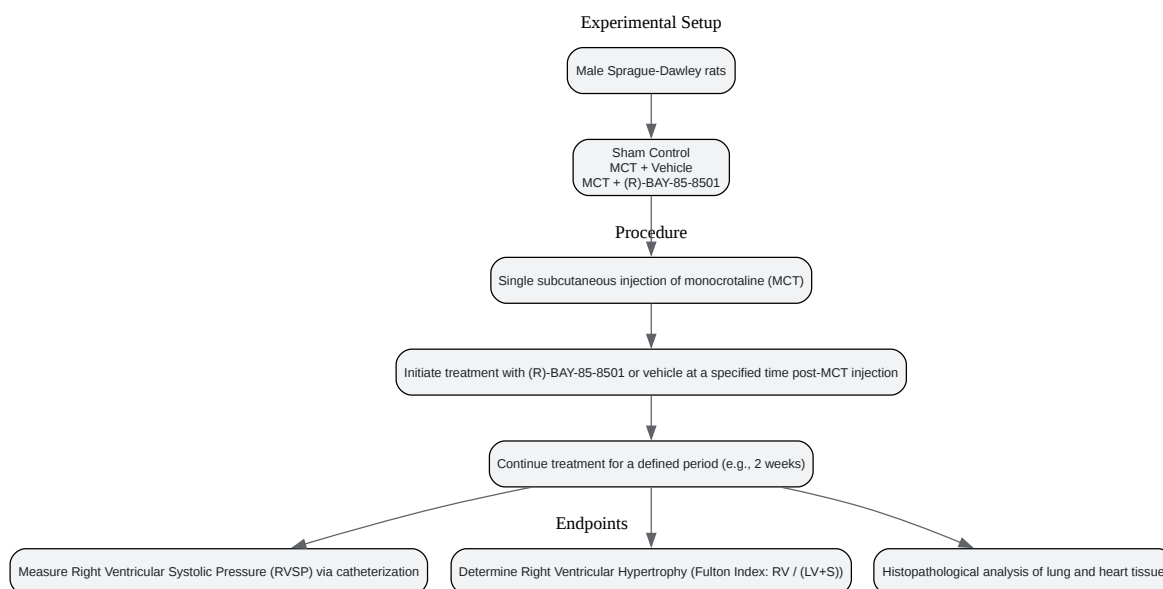 Experimental Setup
Male Sprague-Dawley rats
Sham Control
MCT + Vehicle
MCT + (R)-BAY-85-8501
Procedure
Single subcutaneous injection of monocrotaline (MCT)
Initiate treatment with (R)-BAY-85-8501 or vehicle at a specified time post-MCT injection
Continue treatment for a defined period (e.g., 2 weeks)
Endpoints
Measure Right Ventricular Systolic Pressure (RVSP) via catheterization
Determine Right Ventricular Hypertrophy (Fulton Index: RV / (LV+S))
Histopathological analysis of lung and heart tissue